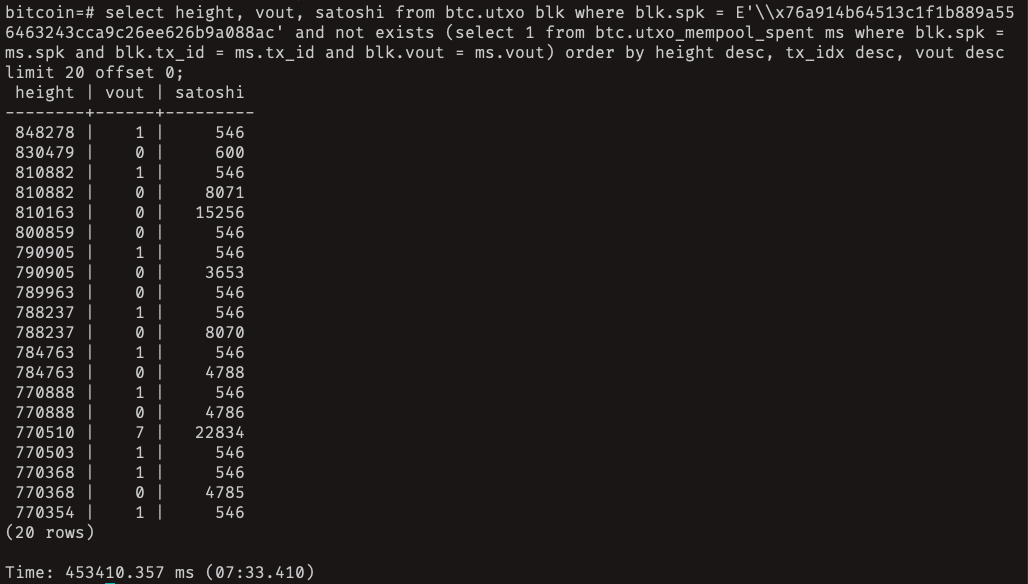 bitcoin=# select height, vout, satoshi from btc.utxo blk where blk.spk = E'\\x76a914b64513c1f1b889a55
6463243cca9c26ee626b9a088ac' and not exists (select 1 from btc.utxo_mempool_spent ms where blk.spk =
ms.spk and blk.tx_id = ms.tx_id and blk.vout = ms.vout) order by height desc, tx_idx desc, vout desc
limit 20 offset 0;
 height | vout | satoshi
--------+------+---------
 848278 |    1 |     546
 830479 |    0 |     600
 810882 |    1 |     546
 810882 |    0 |    8071
 810163 |    0 |   15256
 800859 |    0 |     546
 790905 |    1 |     546
 790905 |    0 |    3653
 789963 |    0 |     546
 788237 |    1 |     546
 788237 |    0 |    8070
 784763 |    1 |     546
 784763 |    0 |    4788
 770888 |    1 |     546
 770888 |    0 |    4786
 770510 |    7 |   22834
 770503 |    1 |     546
 770368 |    1 |     546
 770368 |    0 |    4785
 770354 |    1 |     546
(20 rows)

Time: 453410.357 ms (07:33.410)